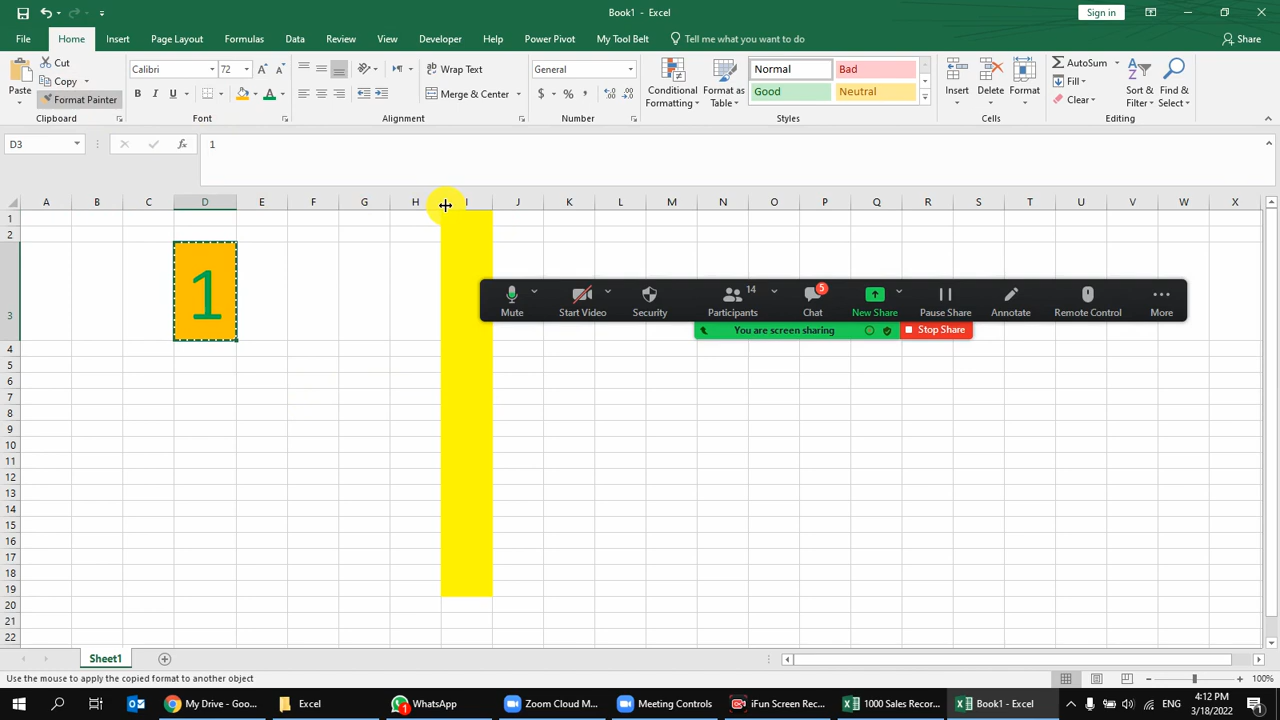 Book1 - Excel
Sign in
File Home Insert Page Layout Formulas Data Review View Developer Help Power Pivot My Tool Belt Tell me what you want to do Share
Paste Cut Copy Format Painter Clipboard
Calibri 72 B I U A Font
Wrap Text Merge & Center Alignment
General $ % , Number
Conditional Formatting Format as Table Normal Bad Good Neutral Styles
Insert Delete Format Cells
AutoSum Fill Clear Sort & Filter Find & Select Editing
D3 fx 1
A B C D E F G H I J K L M N O P Q R S T U V W X
1
2
3
1
4
5
6
7
8
9
10
11
12
13
14
15
16
17
18
19
20
21
22
Mute Start Video Security Participants 14 Chat 5 New Share Pause Share Annotate Remote Control More
You are screen sharing Stop Share
Sheet1
Use the mouse to apply the copied format to another object 100%
My Drive - Goo... Excel WhatsApp Zoom Cloud M... Meeting Controls iFun Screen Rec... 1000 Sales Recor... Book1 - Excel ENG 4:12 PM
3/18/2022